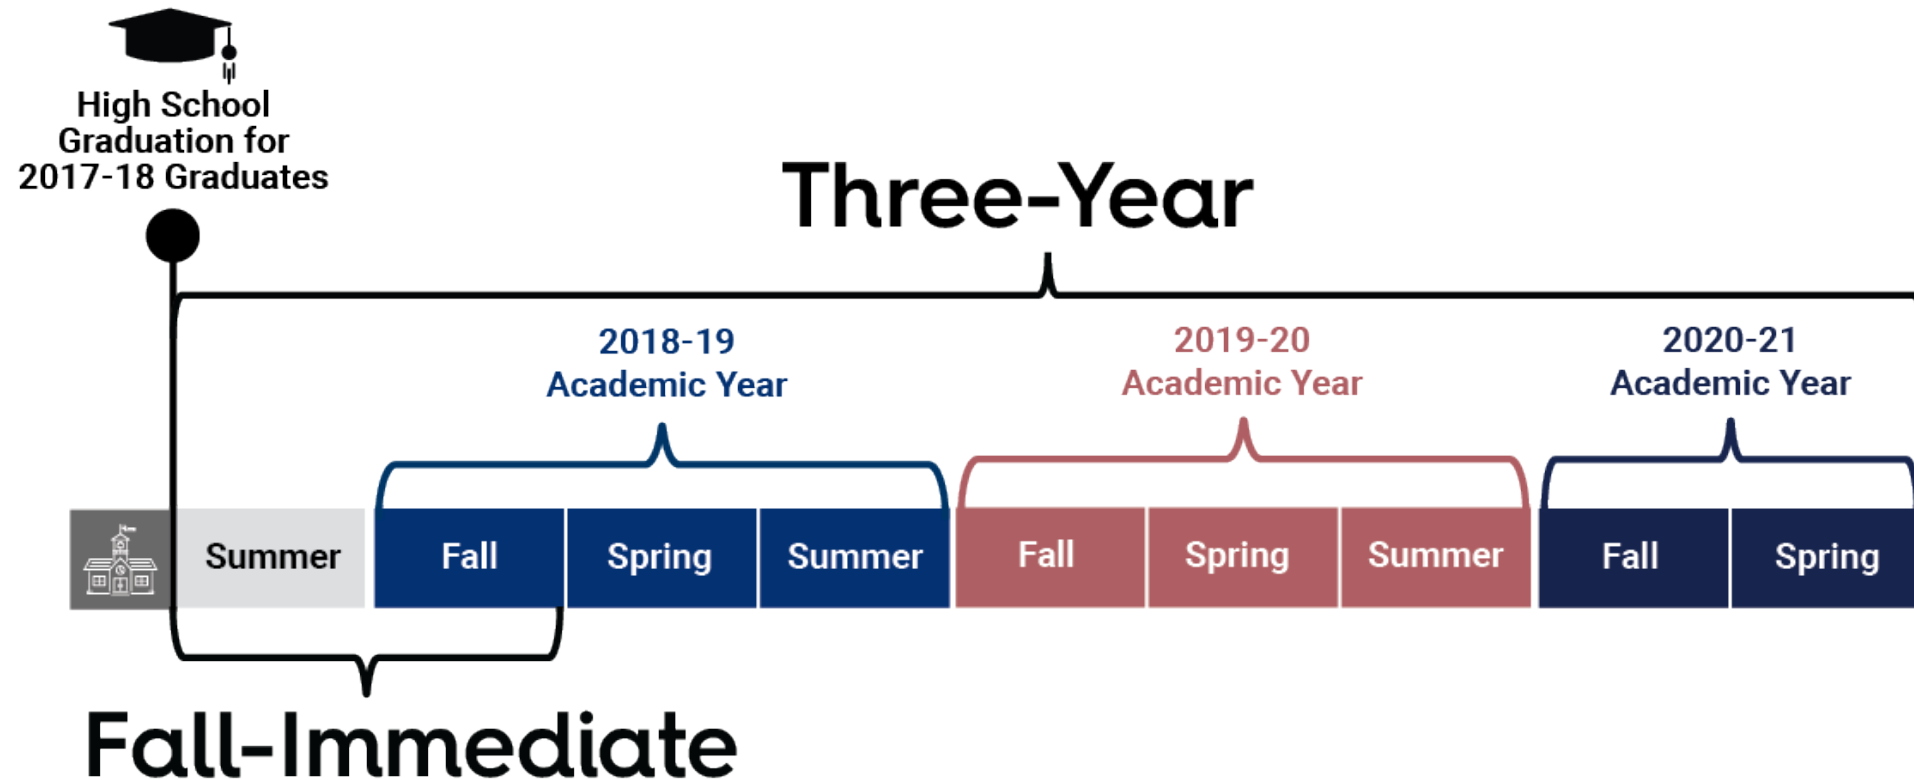 High School
Graduation for
2017-18 Graduates
Three-Year
2018-19
Academic Year
2019-20
Academic Year
2020-21
Academic Year
Summer
Fall
Spring
Summer
Fall
Spring
Summer
Fall
Spring
Fall-Immediate